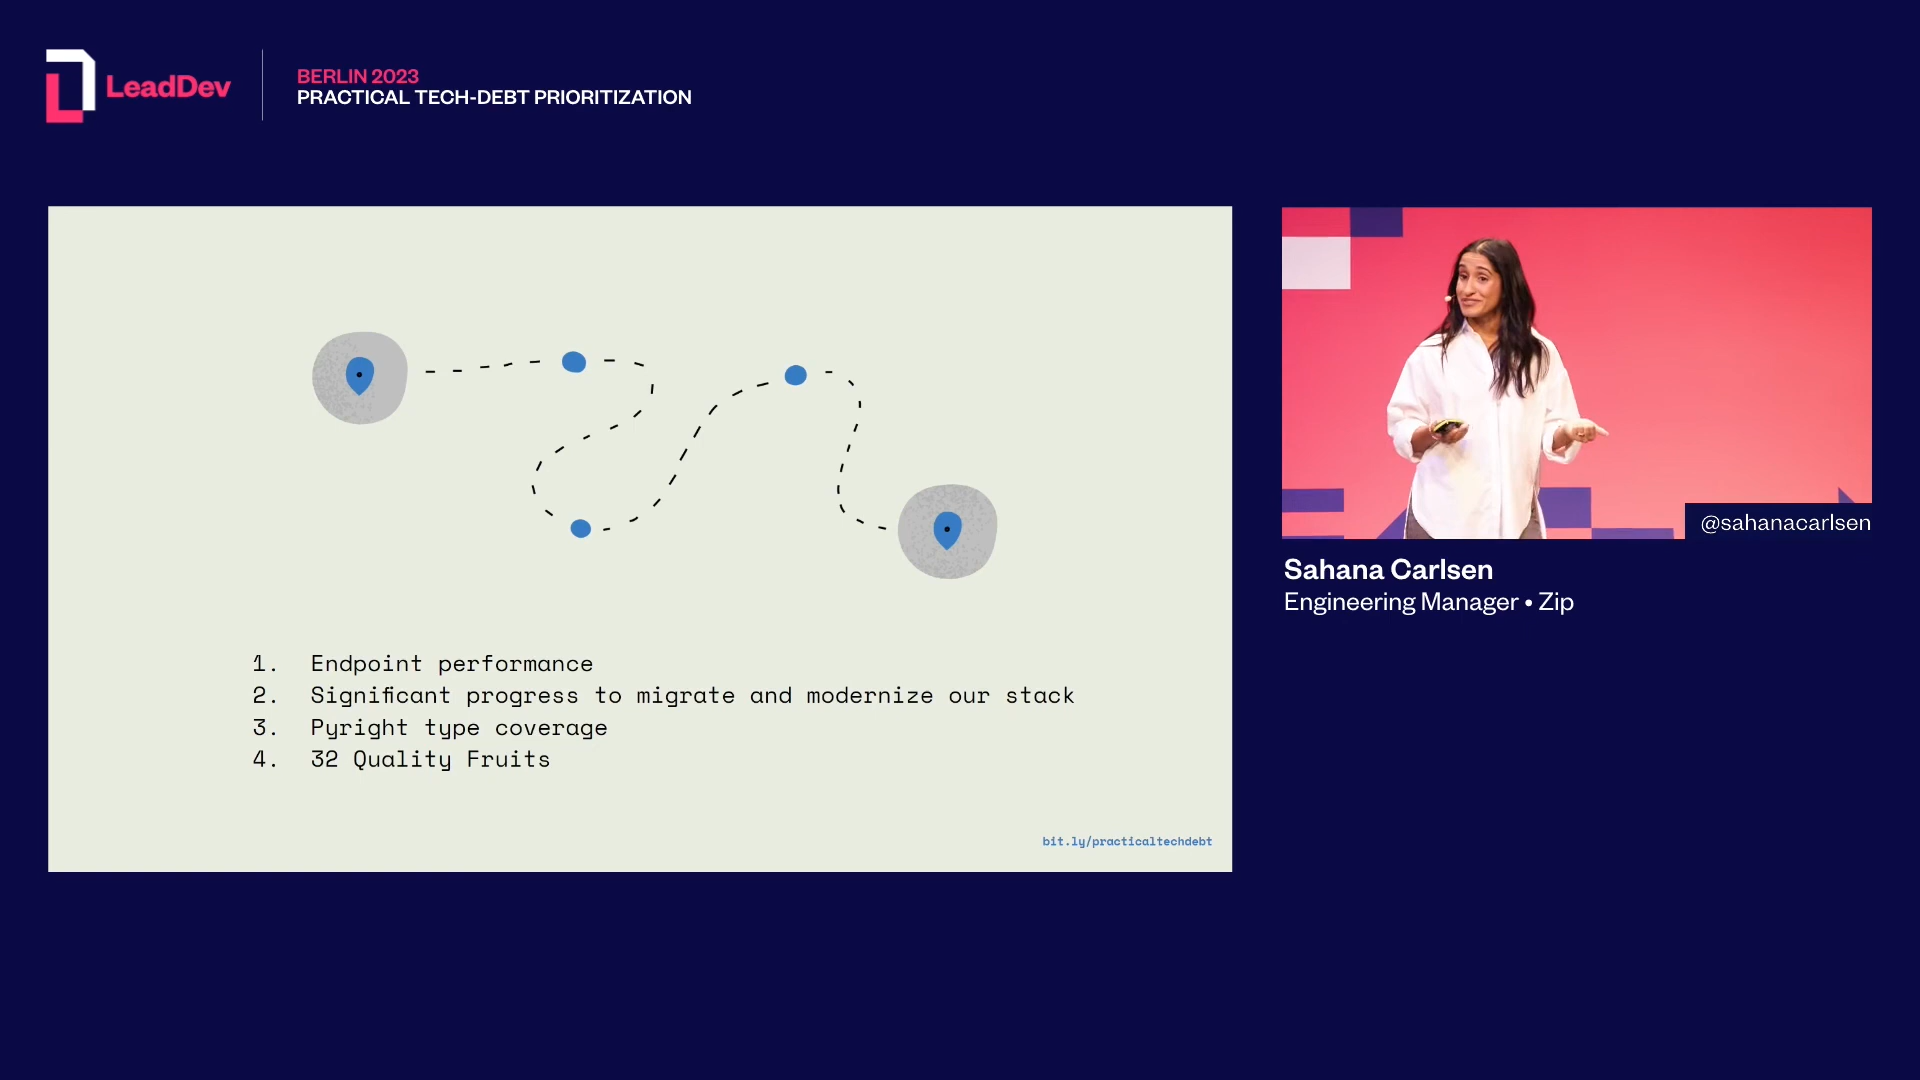 LeadDev
BERLIN 2023
PRACTICAL TECH-DEBT PRIORITIZATION
1. Endpoint performance
2. Significant progress to migrate and modernize our stack
3. Pyright type coverage
4. 32 Quality Fruits
bit.ly/practicaltechdebt
@sahanacarlsen
Sahana Carlsen
Engineering Manager • Zip